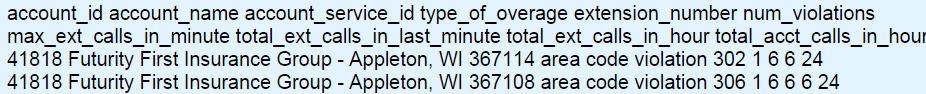 account_id account_name account_service_id type_of_overage extension_number num_violations
max_ext_calls_in_minute total_ext_calls_in_last_minute total_ext_calls_in_hour total_acct_calls_in_hour
41818 Futurity First Insurance Group - Appleton, WI 367114 area code violation 302 1 6 6 24
41818 Futurity First Insurance Group - Appleton, WI 367108 area code violation 306 1 6 6 6 24